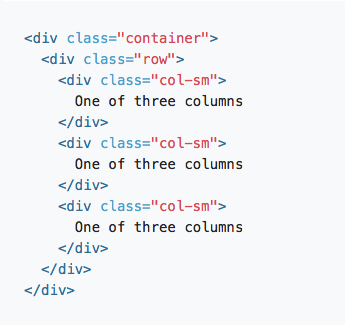 <div class="container">
  <div class="row">
    <div class="col-sm">
      One of three columns
    </div>
    <div class="col-sm">
      One of three columns
    </div>
    <div class="col-sm">
      One of three columns
    </div>
  </div>
</div>